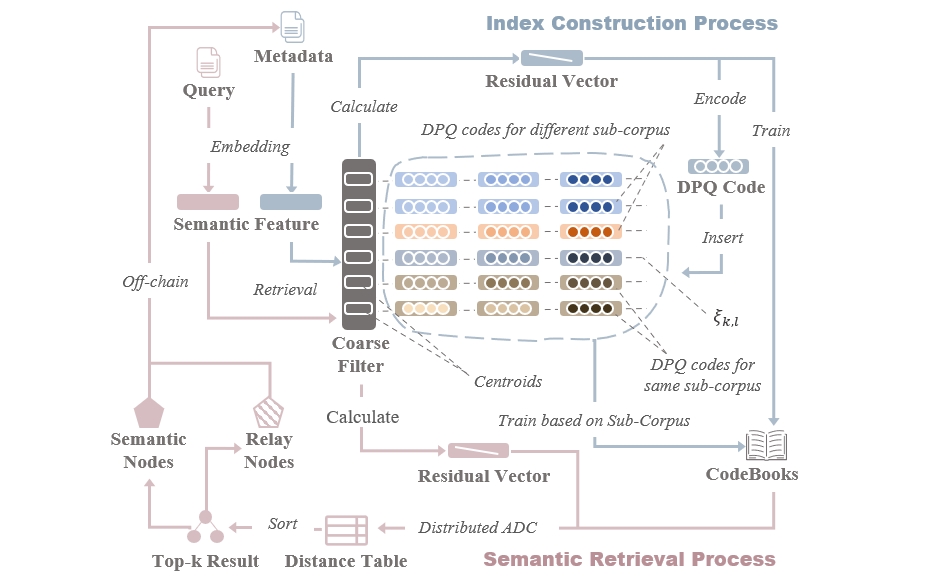 Index Construction Process
Metadata
Query
Residual Vector
Calculate
Encode
DPQ codes for different sub-corpus
Train
Embedding
DPQ Code
Semantic Feature
Insert
Off-chain
Retrieval
ξk,l
Coarse
Filter
DPQ codes for
same sub-corpus
Centroids
Calculate
Train based on Sub-Corpus
Semantic
Nodes
Relay
Nodes
Residual Vector
CodeBooks
Sort
Distributed ADC
Top-k Result
Distance Table
Semantic Retrieval Process